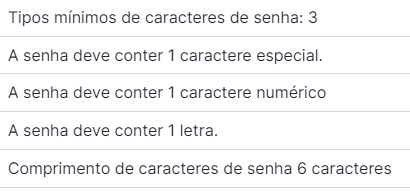 Tipos mínimos de caracteres de senha: 3
A senha deve conter 1 caractere especial.
A senha deve conter 1 caractere numérico
A senha deve conter 1 letra.
Comprimento de caracteres de senha 6 caracteres